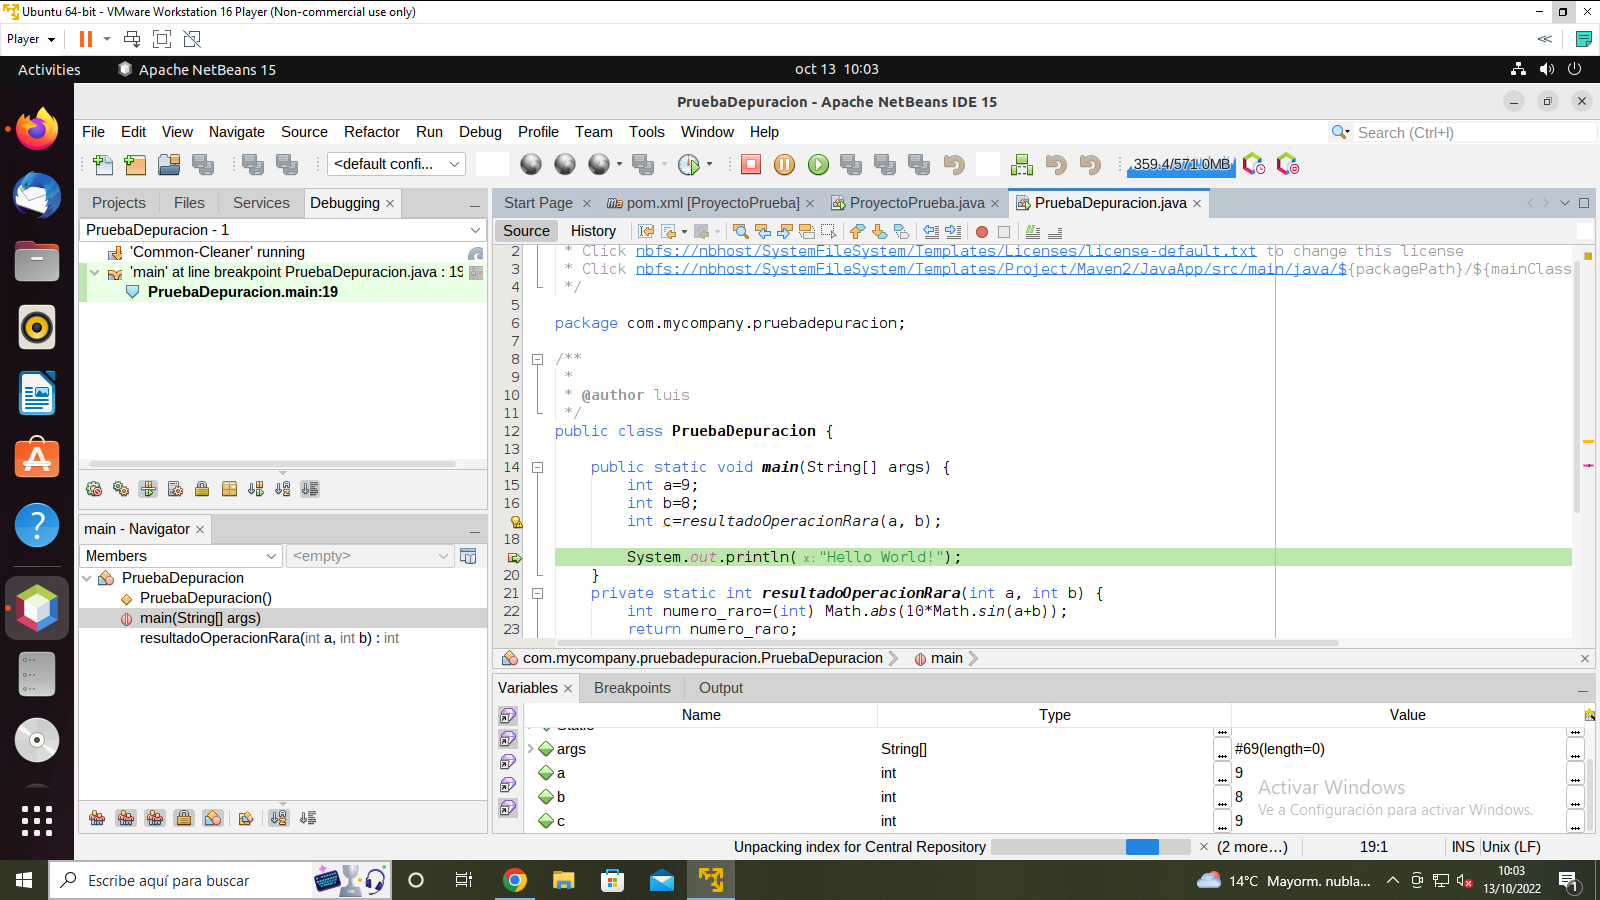 Ubuntu 64-bit - VMware Workstation 16 Player (Non-commercial use only)
Player
Activities
Apache NetBeans 15
oct 13 10:03
PruebaDepuracion - Apache NetBeans IDE 15
File Edit View Navigate Source Refactor Run Debug Profile Team Tools Window Help
Search (Ctrl+I)
<default confi...
359.4/571.0MB
Projects Files Services Debugging
PruebaDepuracion - 1
'Common-Cleaner' running
'main' at line breakpoint PruebaDepuracion.java : 19
PruebaDepuracion.main:19
main - Navigator
Members
<empty>
PruebaDepuracion
PruebaDepuracion()
main(String[] args)
resultadoOperacionRara(int a, int b) : int
Start Page pom.xml [ProyectoPrueba] ProyectoPrueba.java PruebaDepuracion.java
Source History
2 * Click nbfs://nbhost/SystemFileSystem/Templates/Licenses/license-default.txt to change this license
3 * Click nbfs://nbhost/SystemFileSystem/Templates/Project/Maven2/JavaApp/src/main/java/${packagePath}/${mainClass
4 */
5
6 package com.mycompany.pruebadepuracion;
7
8 /**
9 *
10 * @author luis
11 */
12 public class PruebaDepuracion {
13
14 public static void main(String[] args) {
15 int a=9;
16 int b=8;
int c=resultadoOperacionRara(a, b);
18
System.out.println( x: "Hello World!");
20 }
21 private static int resultadoOperacionRara(int a, int b) {
22 int numero_raro=(int) Math.abs(10*Math.sin(a+b));
23 return numero_raro;
com.mycompany.pruebadepuracion.PruebaDepuracion
main
Variables Breakpoints Output
Name Type Value
Static
args String[] #69(length=0)
a int 9
b int 8
c int 9
Activar Windows
Ve a Configuración para activar Windows.
Unpacking index for Central Repository
(2 more...)
19:1
INS
Unix (LF)
Escribe aquí para buscar
14°C Mayorm. nubla...
10:03
13/10/2022
1